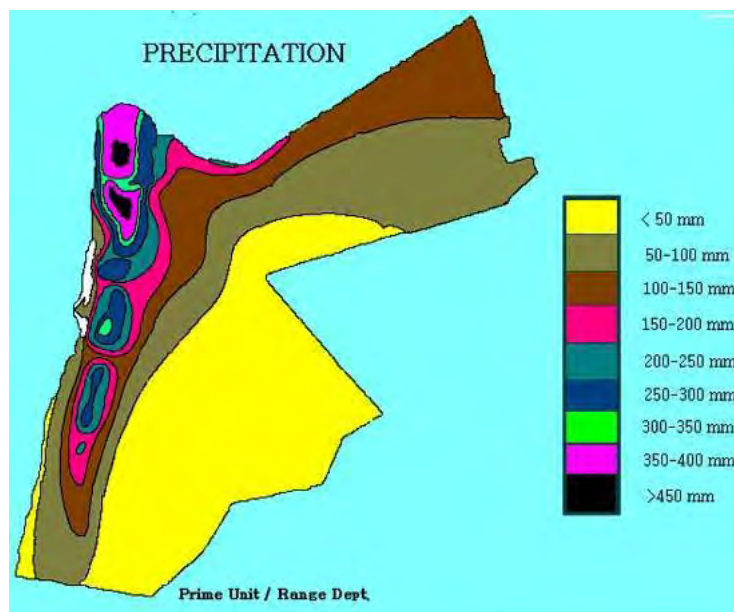 PRECIPITATION
< 50 mm
50-100 mm
100-150 mm
150-200 mm
200-250 mm
250-300 mm
300-350 mm
350-400 mm
>450 mm
Prime Unit / Range Dept.